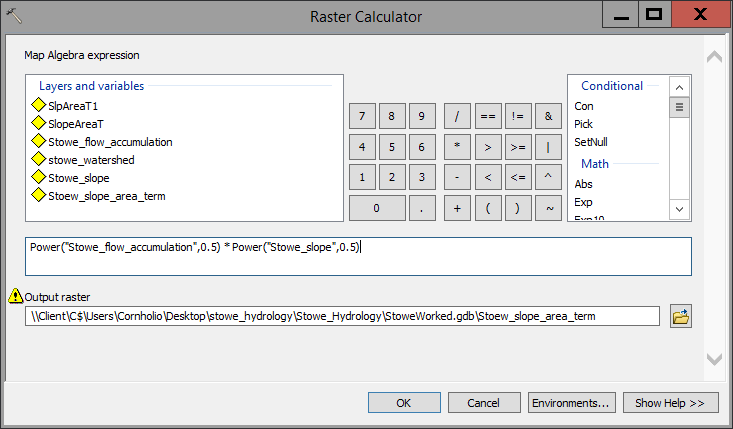 Raster Calculator
Map Algebra expression
Layers and variables
SlpAreaT1
SlopeAreaT
Stowe_flow_accumulation
stowe_watershed
Stowe_slope
Stoew_slope_area_term
7 8 9 / == != &
4 5 6 * > >= |
1 2 3 - < <= ^
0 . + ( ) ~
Conditional
Con
Pick
SetNull
Math
Abs
Exp
Exp10
Power("Stowe_flow_accumulation",0.5) * Power("Stowe_slope",0.5)
Output raster
\\Client\C$\Users\Cornholio\Desktop\stowe_hydrology\Stowe_Hydrology\StoweWorked.gdb\Stoew_slope_area_term
OK Cancel Environments... Show Help >>